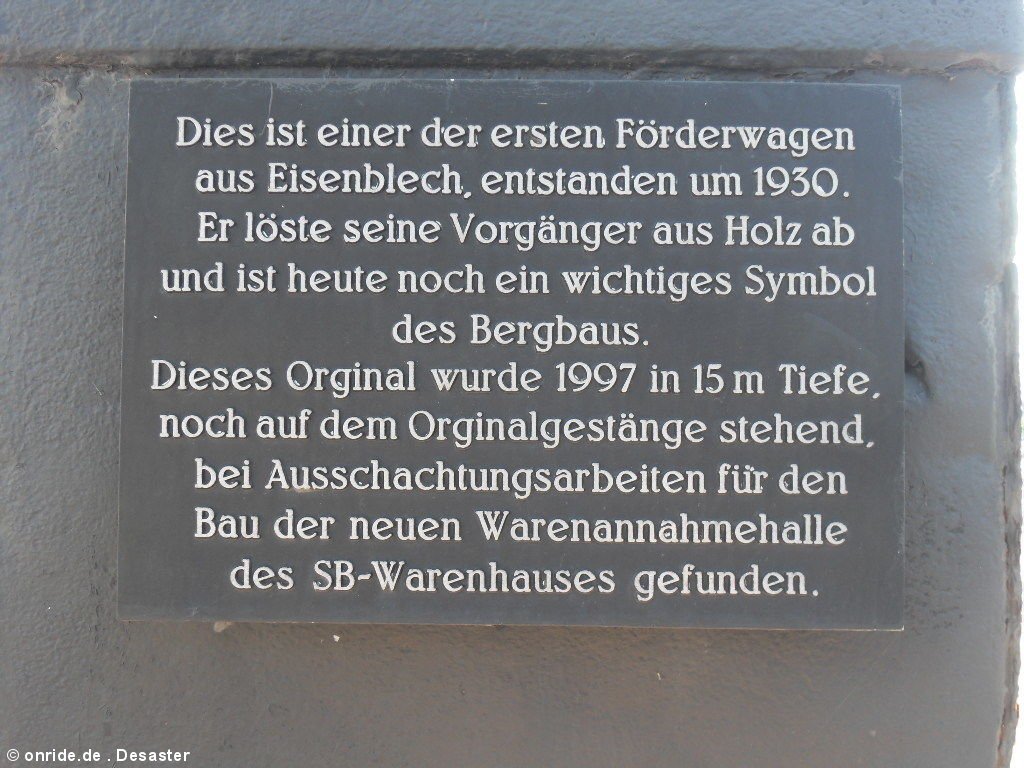 Dies ist einer der ersten Förderwagen
aus Eisenblech, entstanden um 1930.
Er löste seine Vorgänger aus Holz ab
und ist heute noch ein wichtiges Symbol
des Bergbaus.
Dieses Orginal wurde 1997 in 15 m Tiefe,
noch auf dem Orginalgestänge stehend,
bei Ausschachtungsarbeiten für den
Bau der neuen Warenannahmehalle
des SB-Warenhauses gefunden.
© onride.de . Desaster